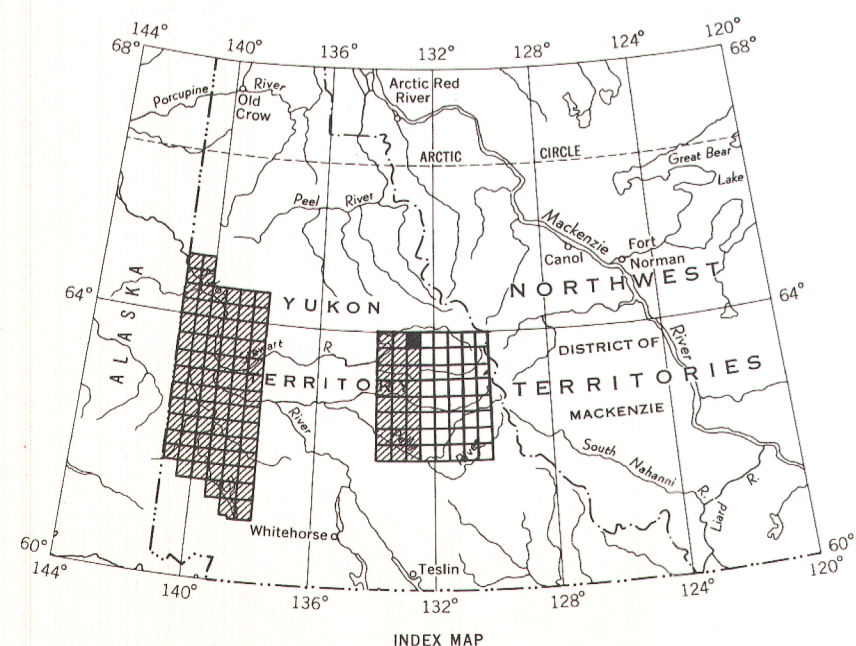 144° 140° 136° 132° 128° 124° 120°
68° 68°
Porcupine River
Old
Crow
Arctic Red
River
ARCTIC CIRCLE
Great Bear
Lake
Peel River
Mackenzie
Canol
Fort
Norman
64° 64°
ALASKA
YUKON
NORTHWEST
R.
DISTRICT OF
River
TERRITORY
TERRITORIES
MACKENZIE
River
Pelly
River
South Nahanni R.
Liard R.
Whitehorse
Teslin
60° 60°
144° 140° 136° 132° 128° 124° 120°
INDEX MAP